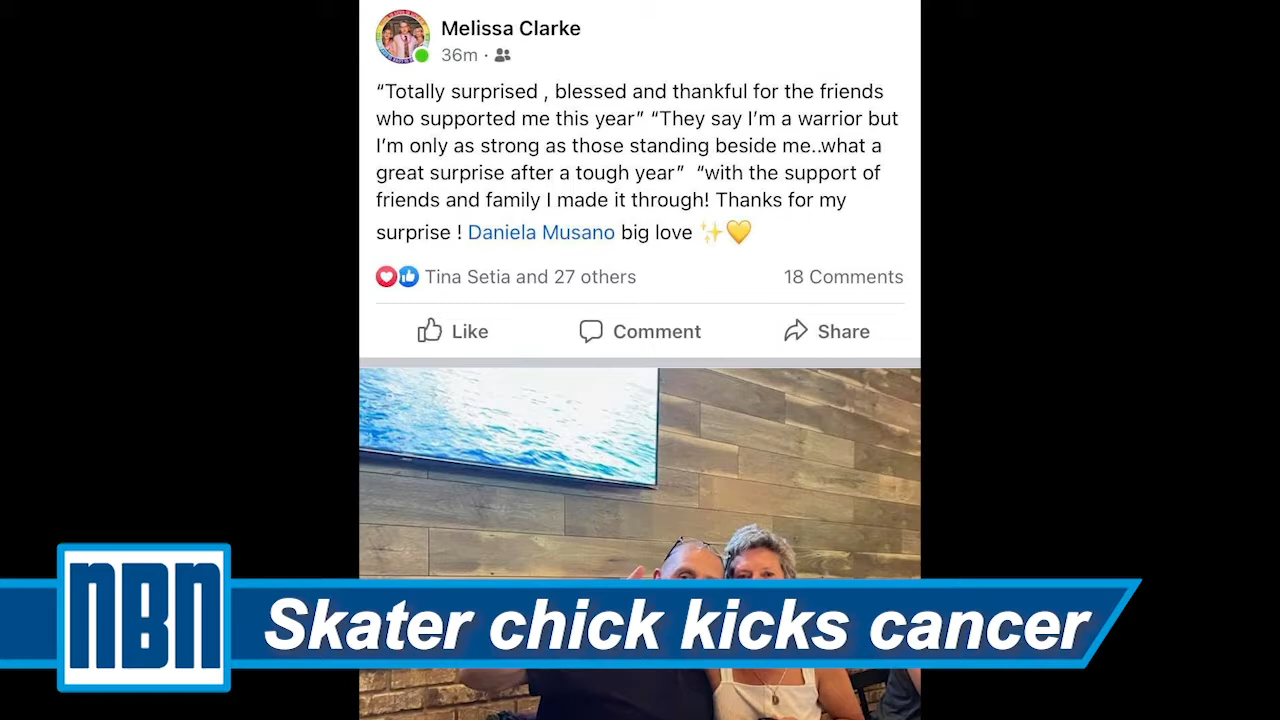 Melissa Clarke
36m ·
“Totally surprised , blessed and thankful for the friends
who supported me this year” “They say I’m a warrior but
I’m only as strong as those standing beside me..what a
great surprise after a tough year”  “with the support of
friends and family I made it through! Thanks for my
surprise ! Daniela Musano big love ✨💛
Tina Setia and 27 others 18 Comments
Like Comment Share
NBN
Skater chick kicks cancer